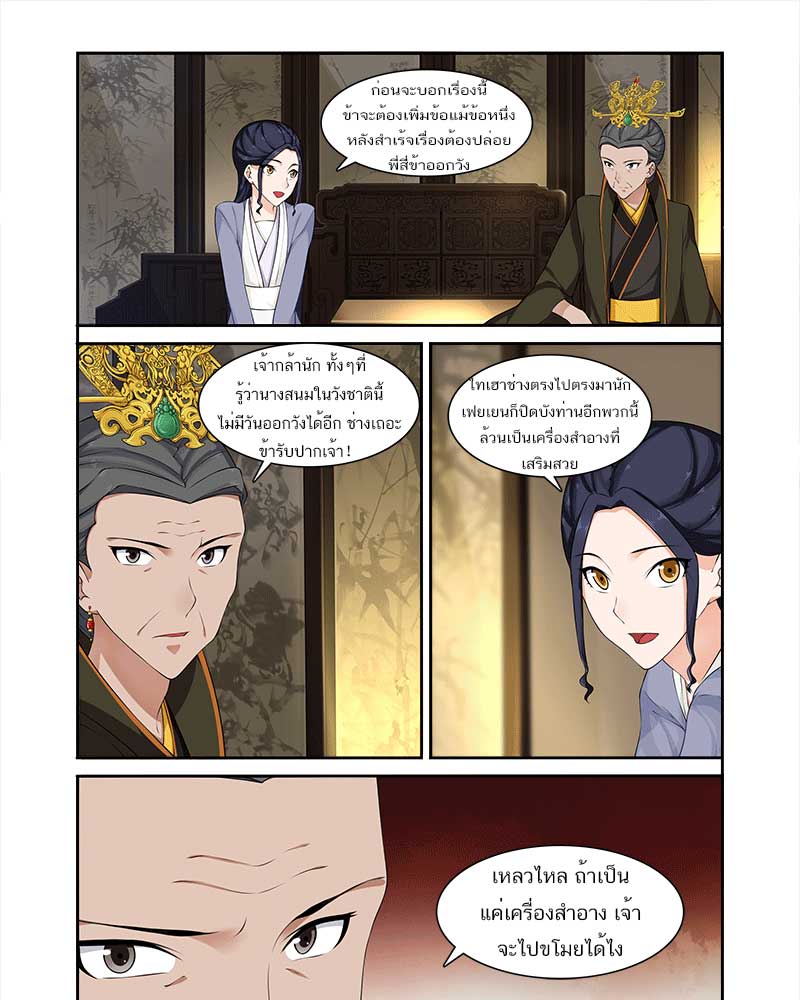 ก่อนจะบอกเรื่องนี้
ข้าจะต้องเพิ่มข้อแม้ข้อหนึ่ง
หลังสำเร็จเรื่องต้องปล่อย
พี่สี่ข้าออกวัง
เจ้ากล้านัก ทั้งๆที่
รู้ว่านางสนมในวังชาตินี้
ไม่มีวันออกวังได้อีก ช่างเถอะ
ข้ารับปากเจ้า!
ไทเฮาช่างตรงไปตรงมานัก
เฟยเยนก็ปิดบังท่านอีกพวกนี้
ล้วนเป็นเครื่องสำอางที่
เสริมสวย
เหลวไหล ถ้าเป็น
แค่เครื่องสำอาง เจ้า
จะไปขโมยได้ไง